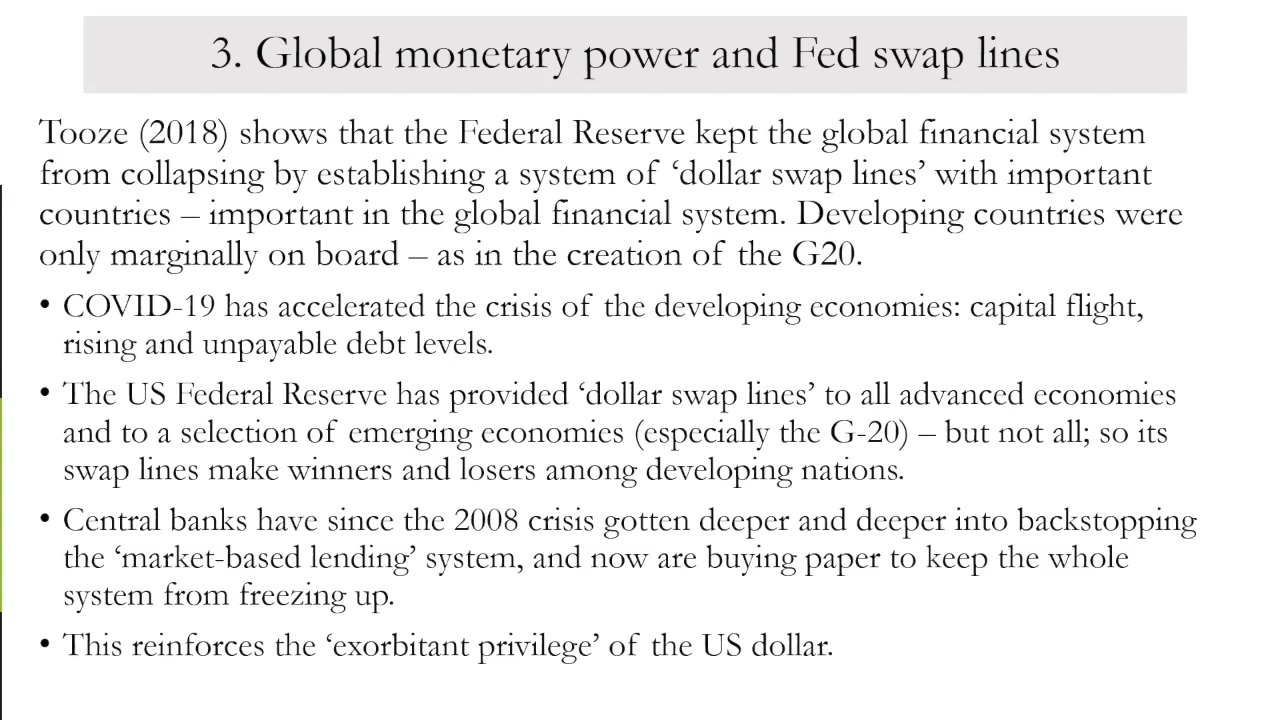 3. Global monetary power and Fed swap lines
Tooze (2018) shows that the Federal Reserve kept the global financial system
from collapsing by establishing a system of ‘dollar swap lines’ with important
countries – important in the global financial system. Developing countries were
only marginally on board – as in the creation of the G20.
• COVID-19 has accelerated the crisis of the developing economies: capital flight,
rising and unpayable debt levels.
• The US Federal Reserve has provided ‘dollar swap lines’ to all advanced economies
and to a selection of emerging economies (especially the G-20) – but not all; so its
swap lines make winners and losers among developing nations.
• Central banks have since the 2008 crisis gotten deeper and deeper into backstopping
the ‘market-based lending’ system, and now are buying paper to keep the whole
system from freezing up.
• This reinforces the ‘exorbitant privilege’ of the US dollar.